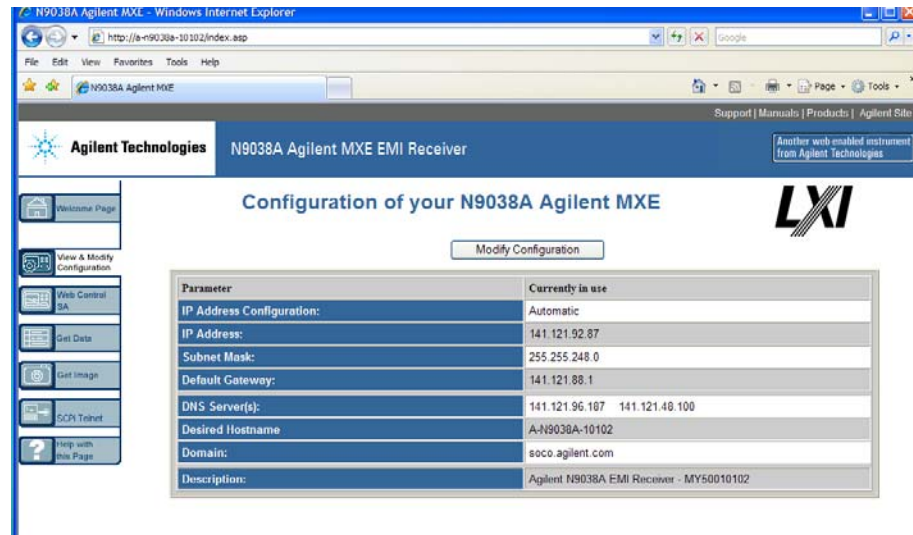 N9038A Agilent MXE - Windows Internet Explorer
http://a-n9038a-10102/index.asp
Google
File Edit View Favorites Tools Help
N9038A Agilent MXE
Page Tools
Support | Manuals | Products | Agilent Site
Agilent Technologies
N9038A Agilent MXE EMI Receiver
Another web enabled instrument
from Agilent Technologies
Welcome Page
Configuration of your N9038A Agilent MXE
LXI
Modify Configuration
View & Modify
Configuration
Web Control
SA
Get Data
Get Image
SCPI Telnet
Help with
this Page
Parameter Currently in use
IP Address Configuration: Automatic
IP Address: 141.121.92.87
Subnet Mask: 255.255.248.0
Default Gateway: 141.121.88.1
DNS Server(s): 141.121.96.187 141.121.48.100
Desired Hostname A-N9038A-10102
Domain: soco.agilent.com
Description: Agilent N9038A EMI Receiver - MY50010102